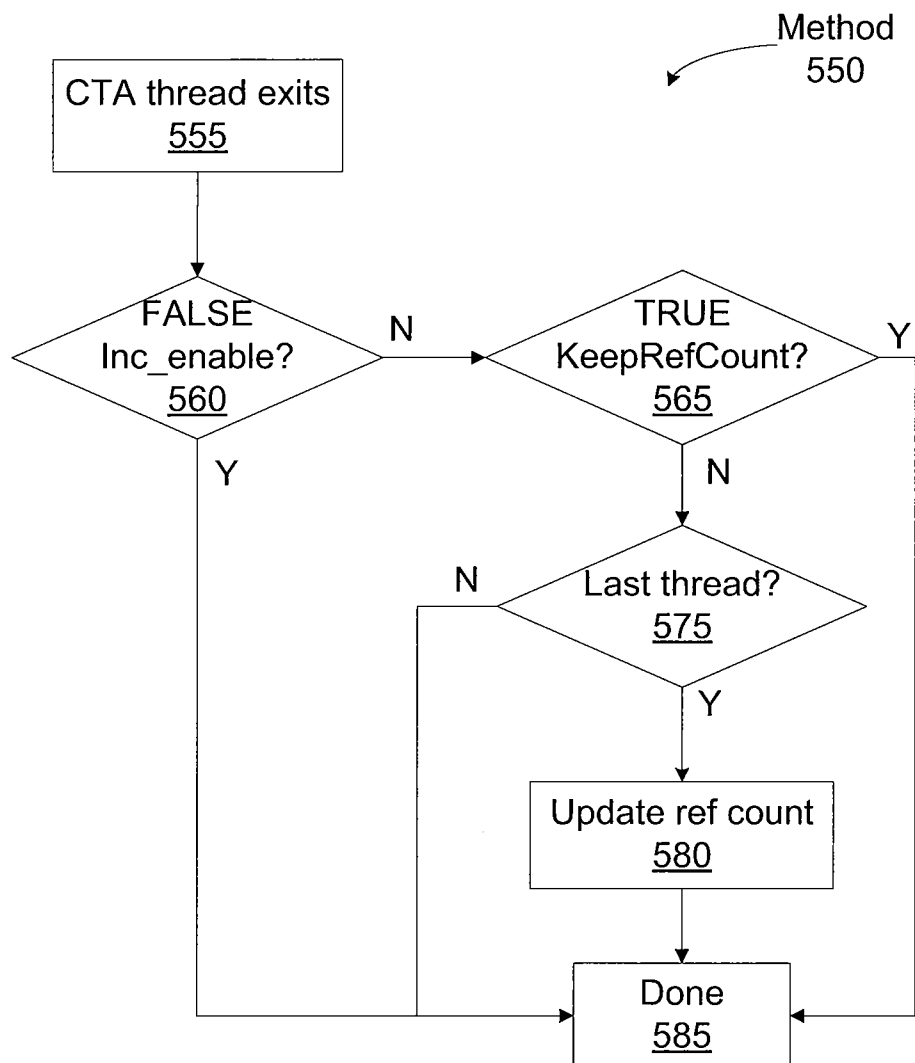 Method
550
CTA thread exits
555
FALSE
Inc_enable?
560
N
TRUE
KeepRefCount?
565
Y
Y
N
Last thread?
575
N
Y
Update ref count
580
Done
585